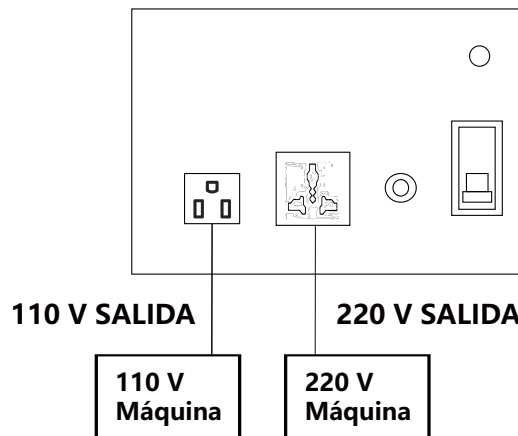 110 V SALIDA
220 V SALIDA
110 V
Máquina
220 V
Máquina